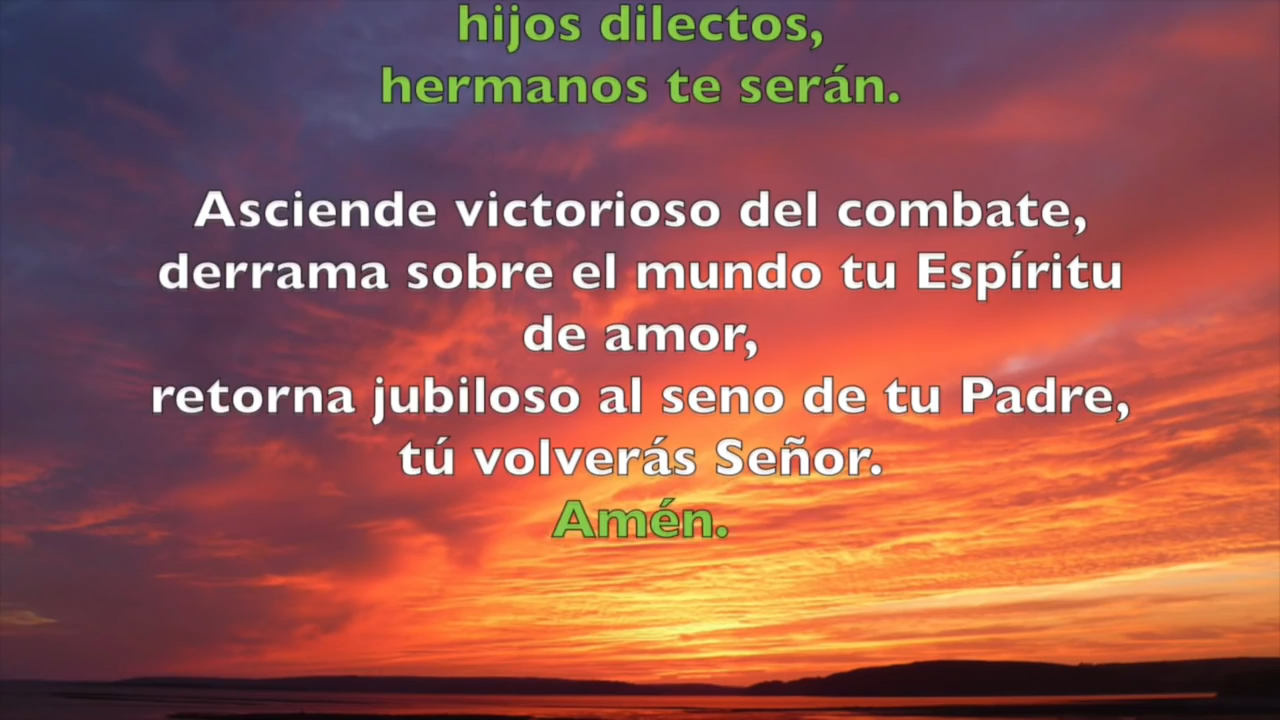 hijos dilectos,
hermanos te serán.
Asciende victorioso del combate,
derrama sobre el mundo tu Espíritu
de amor,
retorna jubiloso al seno de tu Padre,
tú volverás Señor.
Amén.